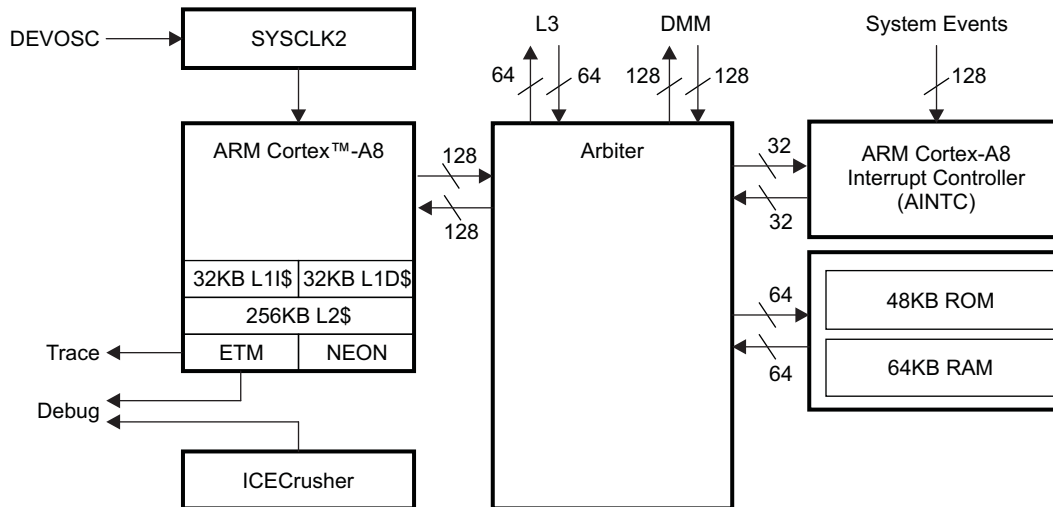 DEVOSC
SYSCLK2
L3
DMM
System Events
64
64
128
128
128
ARM Cortex™-A8
Arbiter
ARM Cortex-A8
Interrupt Controller
(AINTC)
128
128
32
32
32KB L1I$
32KB L1D$
256KB L2$
ETM
NEON
64
64
48KB ROM
64KB RAM
Trace
Debug
ICECrusher